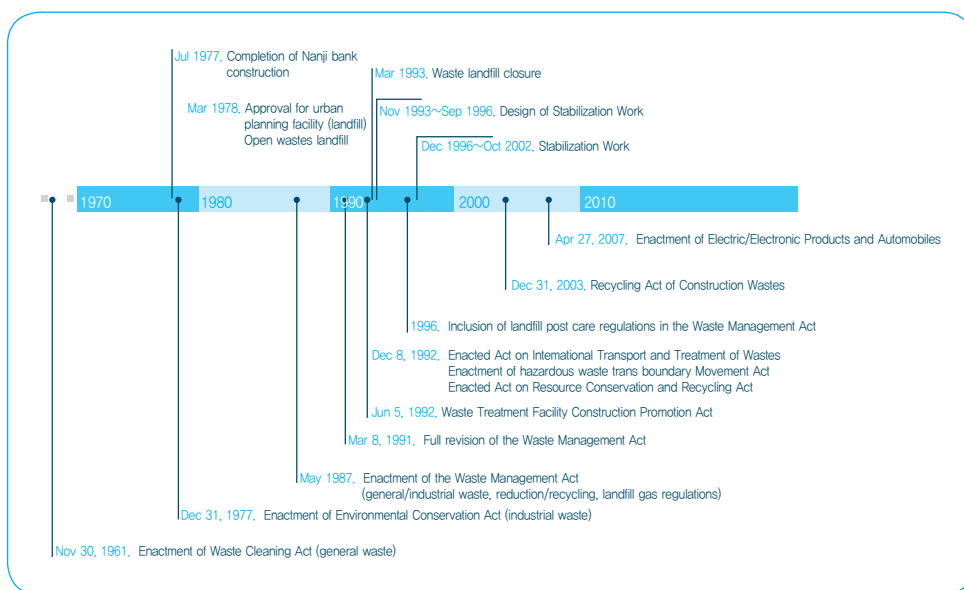 Jul 1977. Completion of Nanji bank
construction
Mar 1993. Waste landfill closure
Mar 1978. Approval for urban
planning facility (landfill)
Open wastes landfill
Nov 1993~Sep 1996. Design of Stabilization Work
Dec 1996~Oct 2002. Stabilization Work
1970 1980 1990 2000 2010
Apr 27, 2007. Enactment of Electric/Electronic Products and Automobiles
Dec 31, 2003. Recycling Act of Construction Wastes
1996. Inclusion of landfill post care regulations in the Waste Management Act
Dec 8, 1992. Enacted Act on International Transport and Treatment of Wastes
Enactment of hazardous waste trans boundary Movement Act
Enacted Act on Resource Conservation and Recycling Act
Jun 5, 1992. Waste Treatment Facility Construction Promotion Act
Mar 8, 1991. Full revision of the Waste Management Act
May 1987. Enactment of the Waste Management Act
(general/industrial waste, reduction/recycling, landfill gas regulations)
Dec 31, 1977. Enactment of Environmental Conservation Act (industrial waste)
Nov 30, 1961. Enactment of Waste Cleaning Act (general waste)